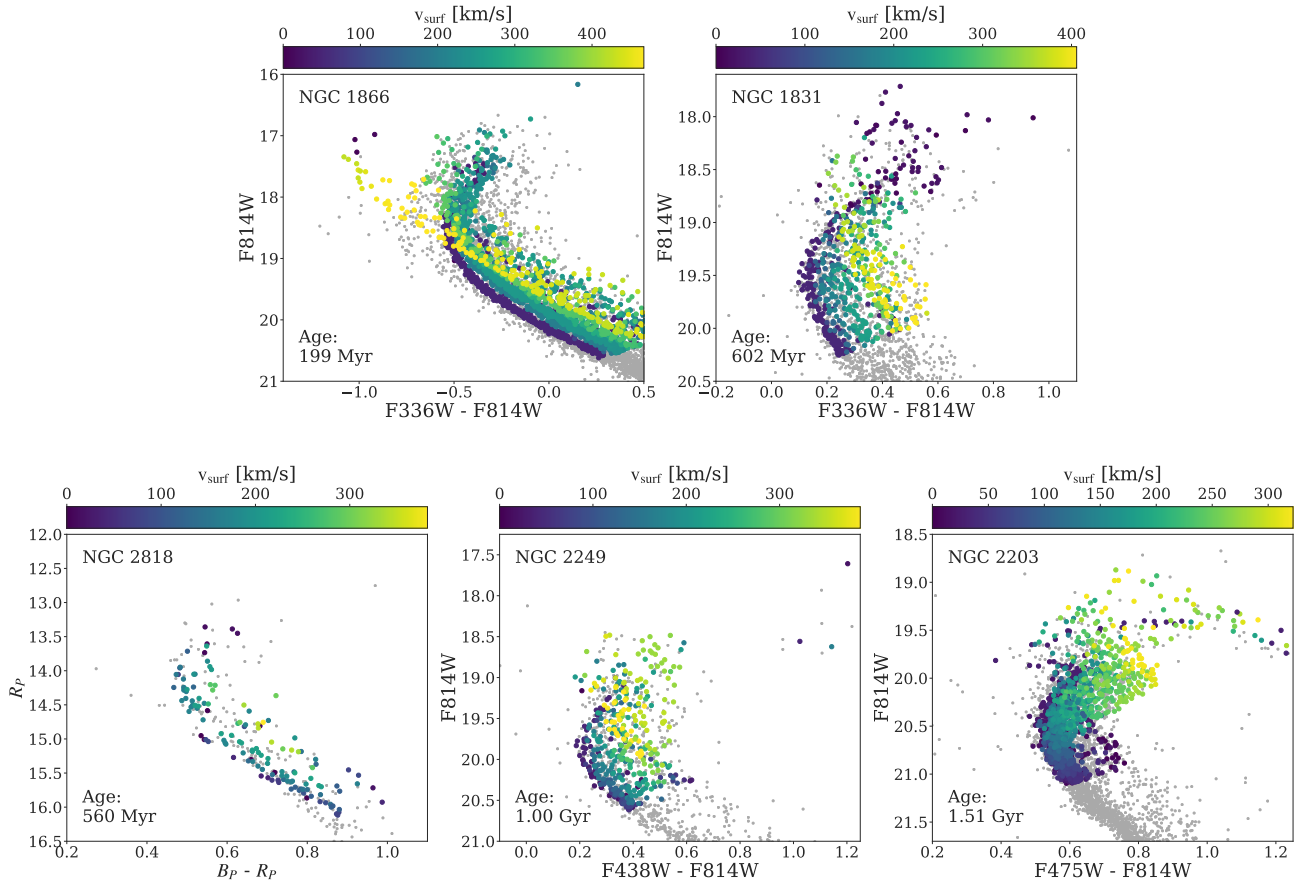 v_surf [km/s]
0 100 200 300 400
NGC 1866
16
17
18
19
20
21
F814W
Age:
199 Myr
−1.0 −0.5 0.0 0.5
F336W - F814W
v_surf [km/s]
0 100 200 300 400
NGC 1831
18.0
18.5
19.0
19.5
20.0
20.5
F814W
Age:
602 Myr
−0.2 0.0 0.2 0.4 0.6 0.8 1.0
F336W - F814W
v_surf [km/s]
0 100 200 300
NGC 2818
12.0
12.5
13.0
13.5
14.0
14.5
15.0
15.5
16.0
16.5
R_P
Age:
560 Myr
0.2 0.4 0.6 0.8 1.0
B_P - R_P
v_surf [km/s]
0 100 200 300
NGC 2249
17.5
18.0
18.5
19.0
19.5
20.0
20.5
21.0
F814W
Age:
1.00 Gyr
0.0 0.2 0.4 0.6 0.8 1.0 1.2
F438W - F814W
v_surf [km/s]
0 50 100 150 200 250 300
NGC 2203
18.5
19.0
19.5
20.0
20.5
21.0
21.5
F814W
Age:
1.51 Gyr
0.2 0.4 0.6 0.8 1.0 1.2
F475W - F814W